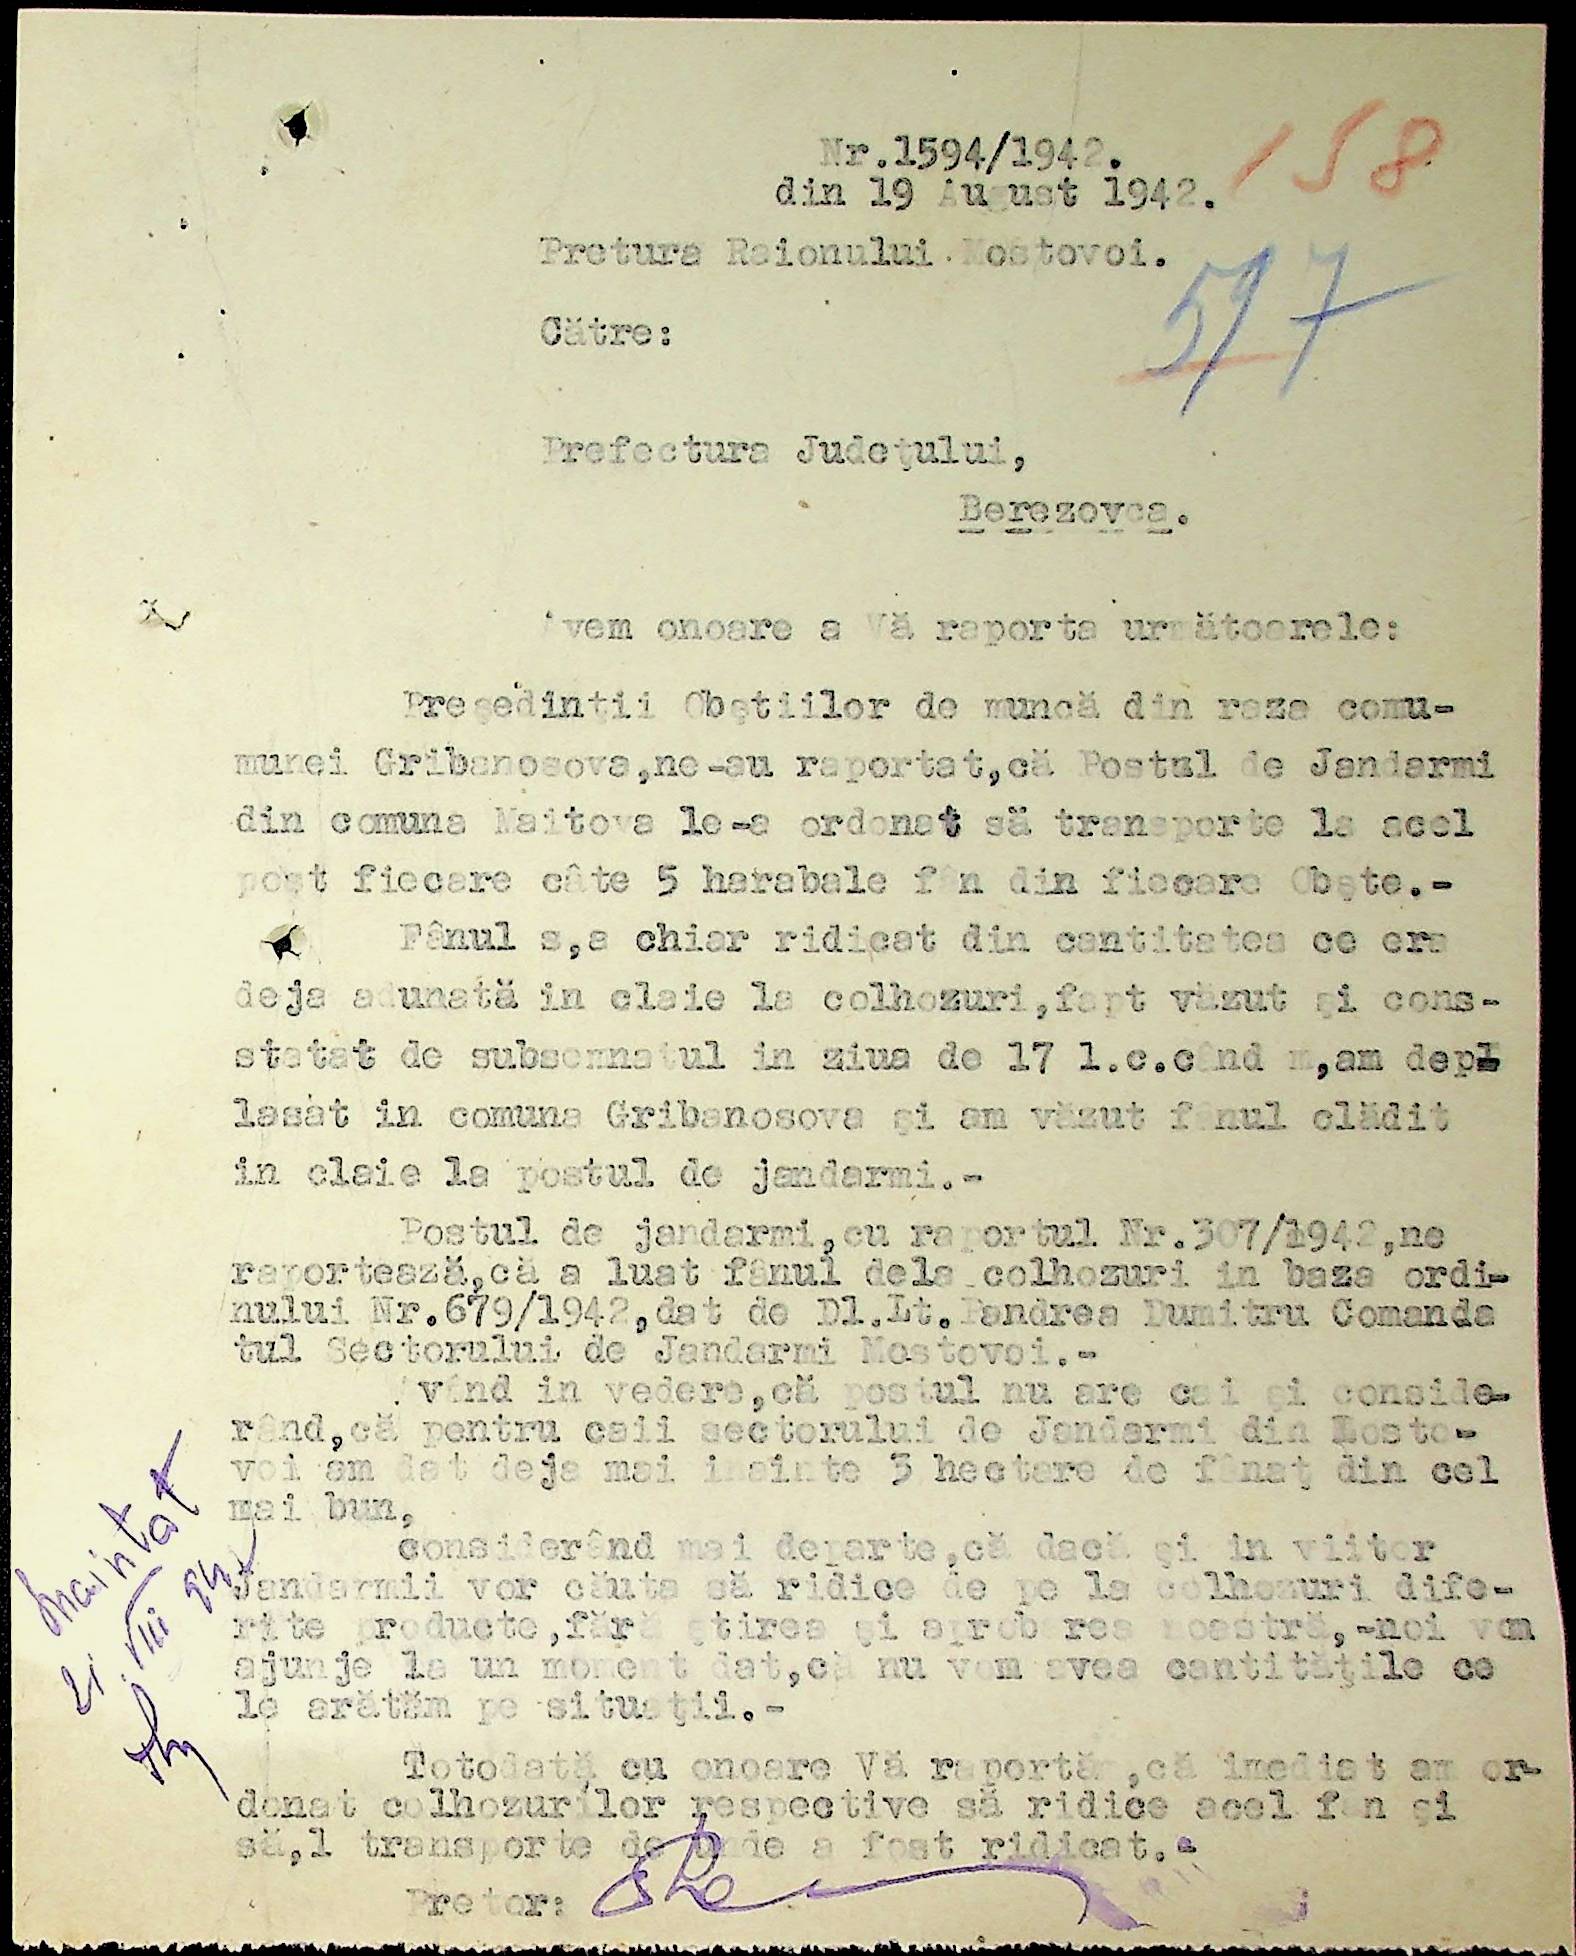 Nr.1594/1942.
158
din 19 August 1942.
Pretura Raionului Mostovoi.
597
Către:
Prefectura Judeţului,
Berezovca.
Avem onoare a Vă raporta următoarele:
Preşedinţii Obştiilor de muncă din raza comu-
munei Gribanosova,ne-au raportat,că Postul de Jandarmi
din comuna Naitova le-a ordonat să transporte la acel
poşt fiecare câte 5 harabale fân din fiecare Obşte.-
Fânul s,a chiar ridicat din cantitatea ce era
deja adunată in claie la colhozuri,fapt văzut şi cons-
statat de subsemnatul in ziua de 17 l.c.când m,am depl
lasat in comuna Gribanosova şi am văzut fânul clădit
in claie la postul de jandarmi.-
Postul de jandarmi,cu raportul Nr.307/1942,ne
raportează,că a luat fânul dela colhozuri in baza ordi-
nului Nr.679/1942,dat de Dl.Lt.Pandrea Dumitru Comanda
tul Sectorului de Jandarmi Mostovoi.-
Având in vedere,că postul nu are cai şi conside-
rând,că pentru caii sectorului de Jandarmi din Mosto-
voi am dat deja mai inainte 3 hectare de fânaţ din cel
mai bun,
considerând mai departe,că dacă şi in viitor
Jandarmii vor căuta să ridice de pe la colhozuri dife-
rite producte,fără ştirea şi aprobarea noastră,-noi vom
ajunje la un moment dat,că nu vom avea cantităţile ce
le arătăm pe situaţii.-
Totodată cu onoare Vă raportăm,că imediat am or-
donat colhozurilor respective să ridice acel fân şi
să,l transporte de unde a fost ridicat.-
Pretor:
21 VIII 942